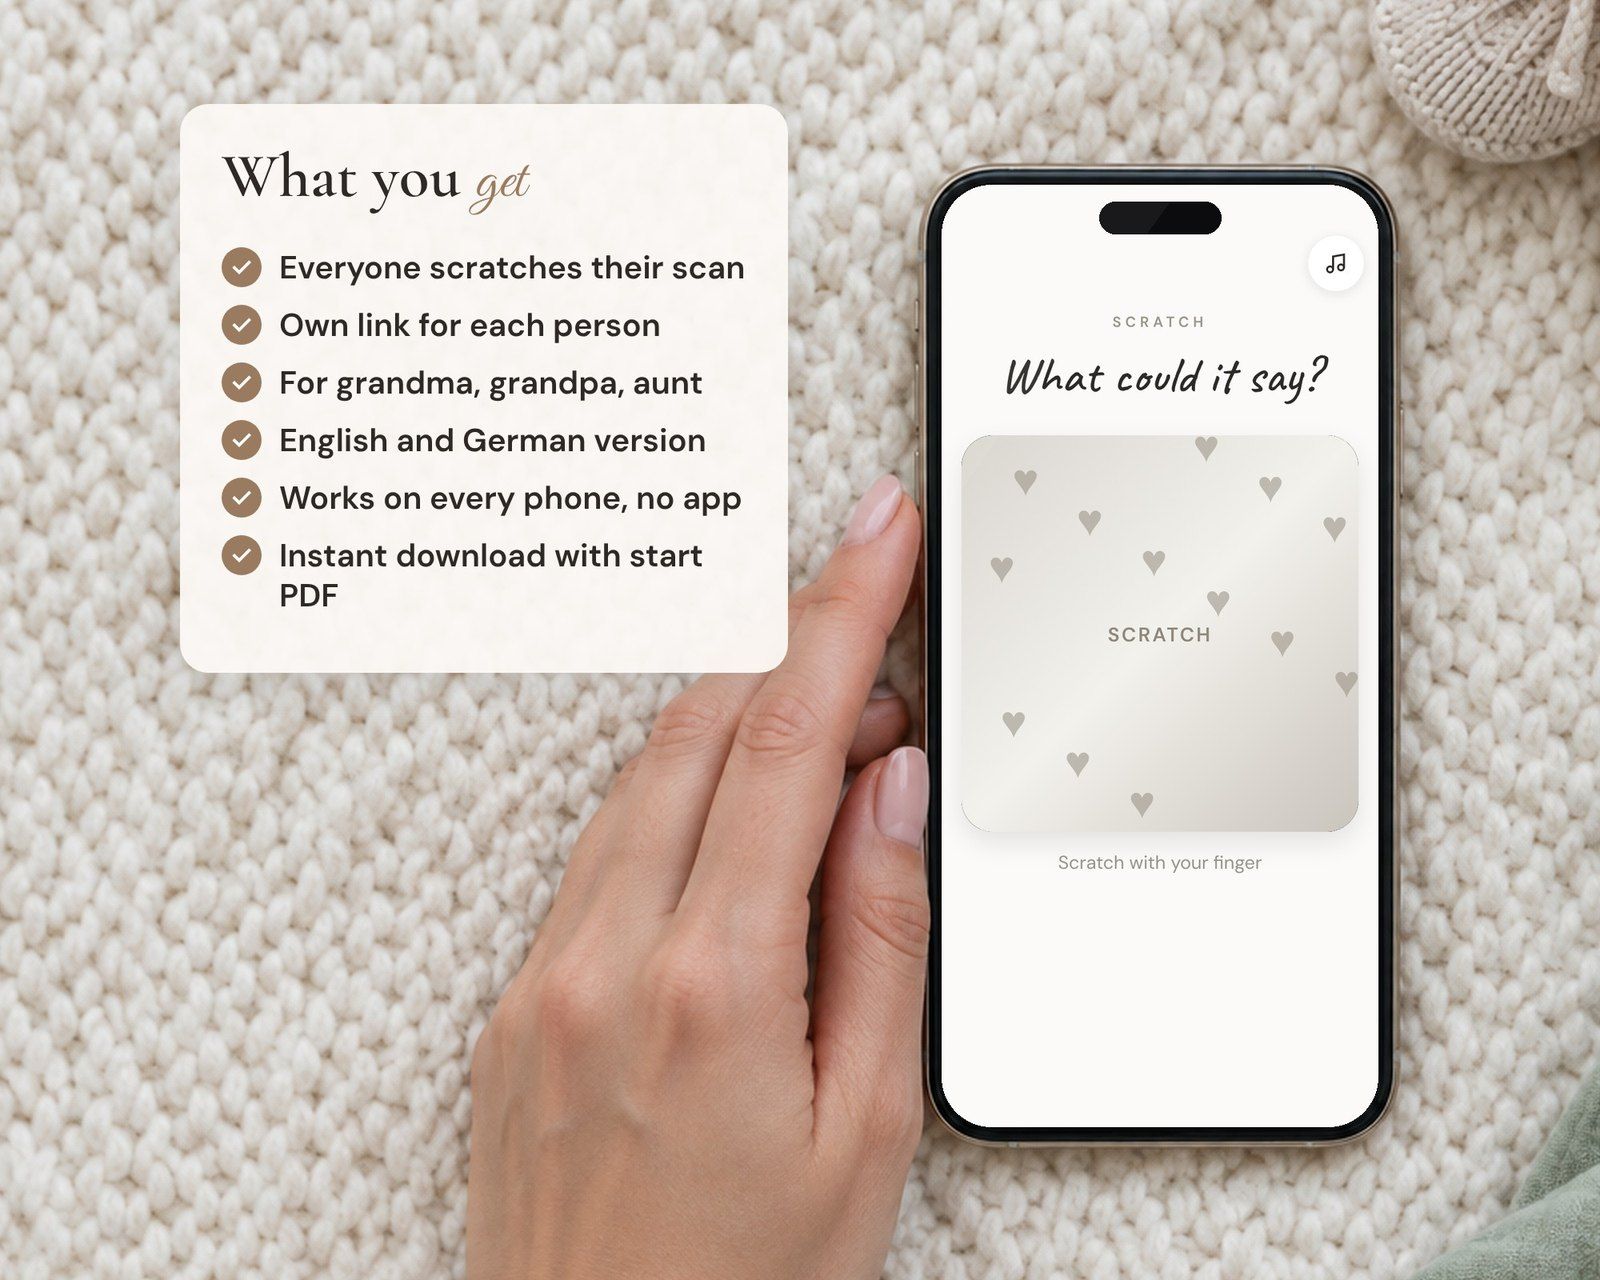 What you get
Everyone scratches their scan
Own link for each person
For grandma, grandpa, aunt
English and German version
Works on every phone, no app
Instant download with start
PDF
SCRATCH
What could it say?
SCRATCH
Scratch with your finger